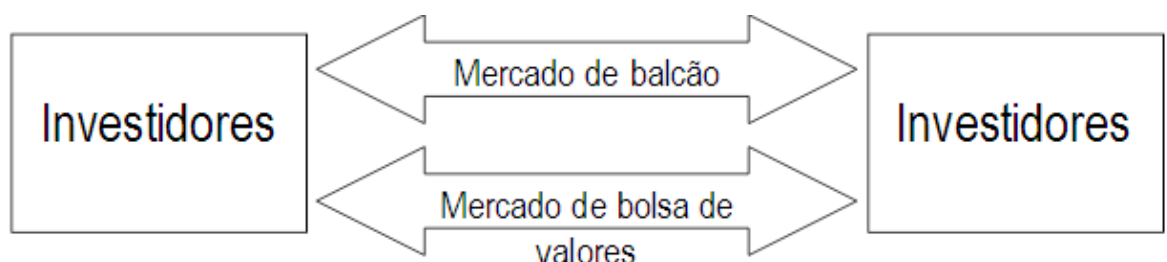 Investidores
Mercado de balcão
Investidores
Mercado de bolsa de
valores